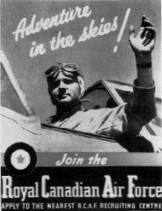 Adventure
in the skies!
Join the
Royal Canadian Air Force
APPLY TO THE NEAREST R.C.A.F. RECRUITING CENTRE